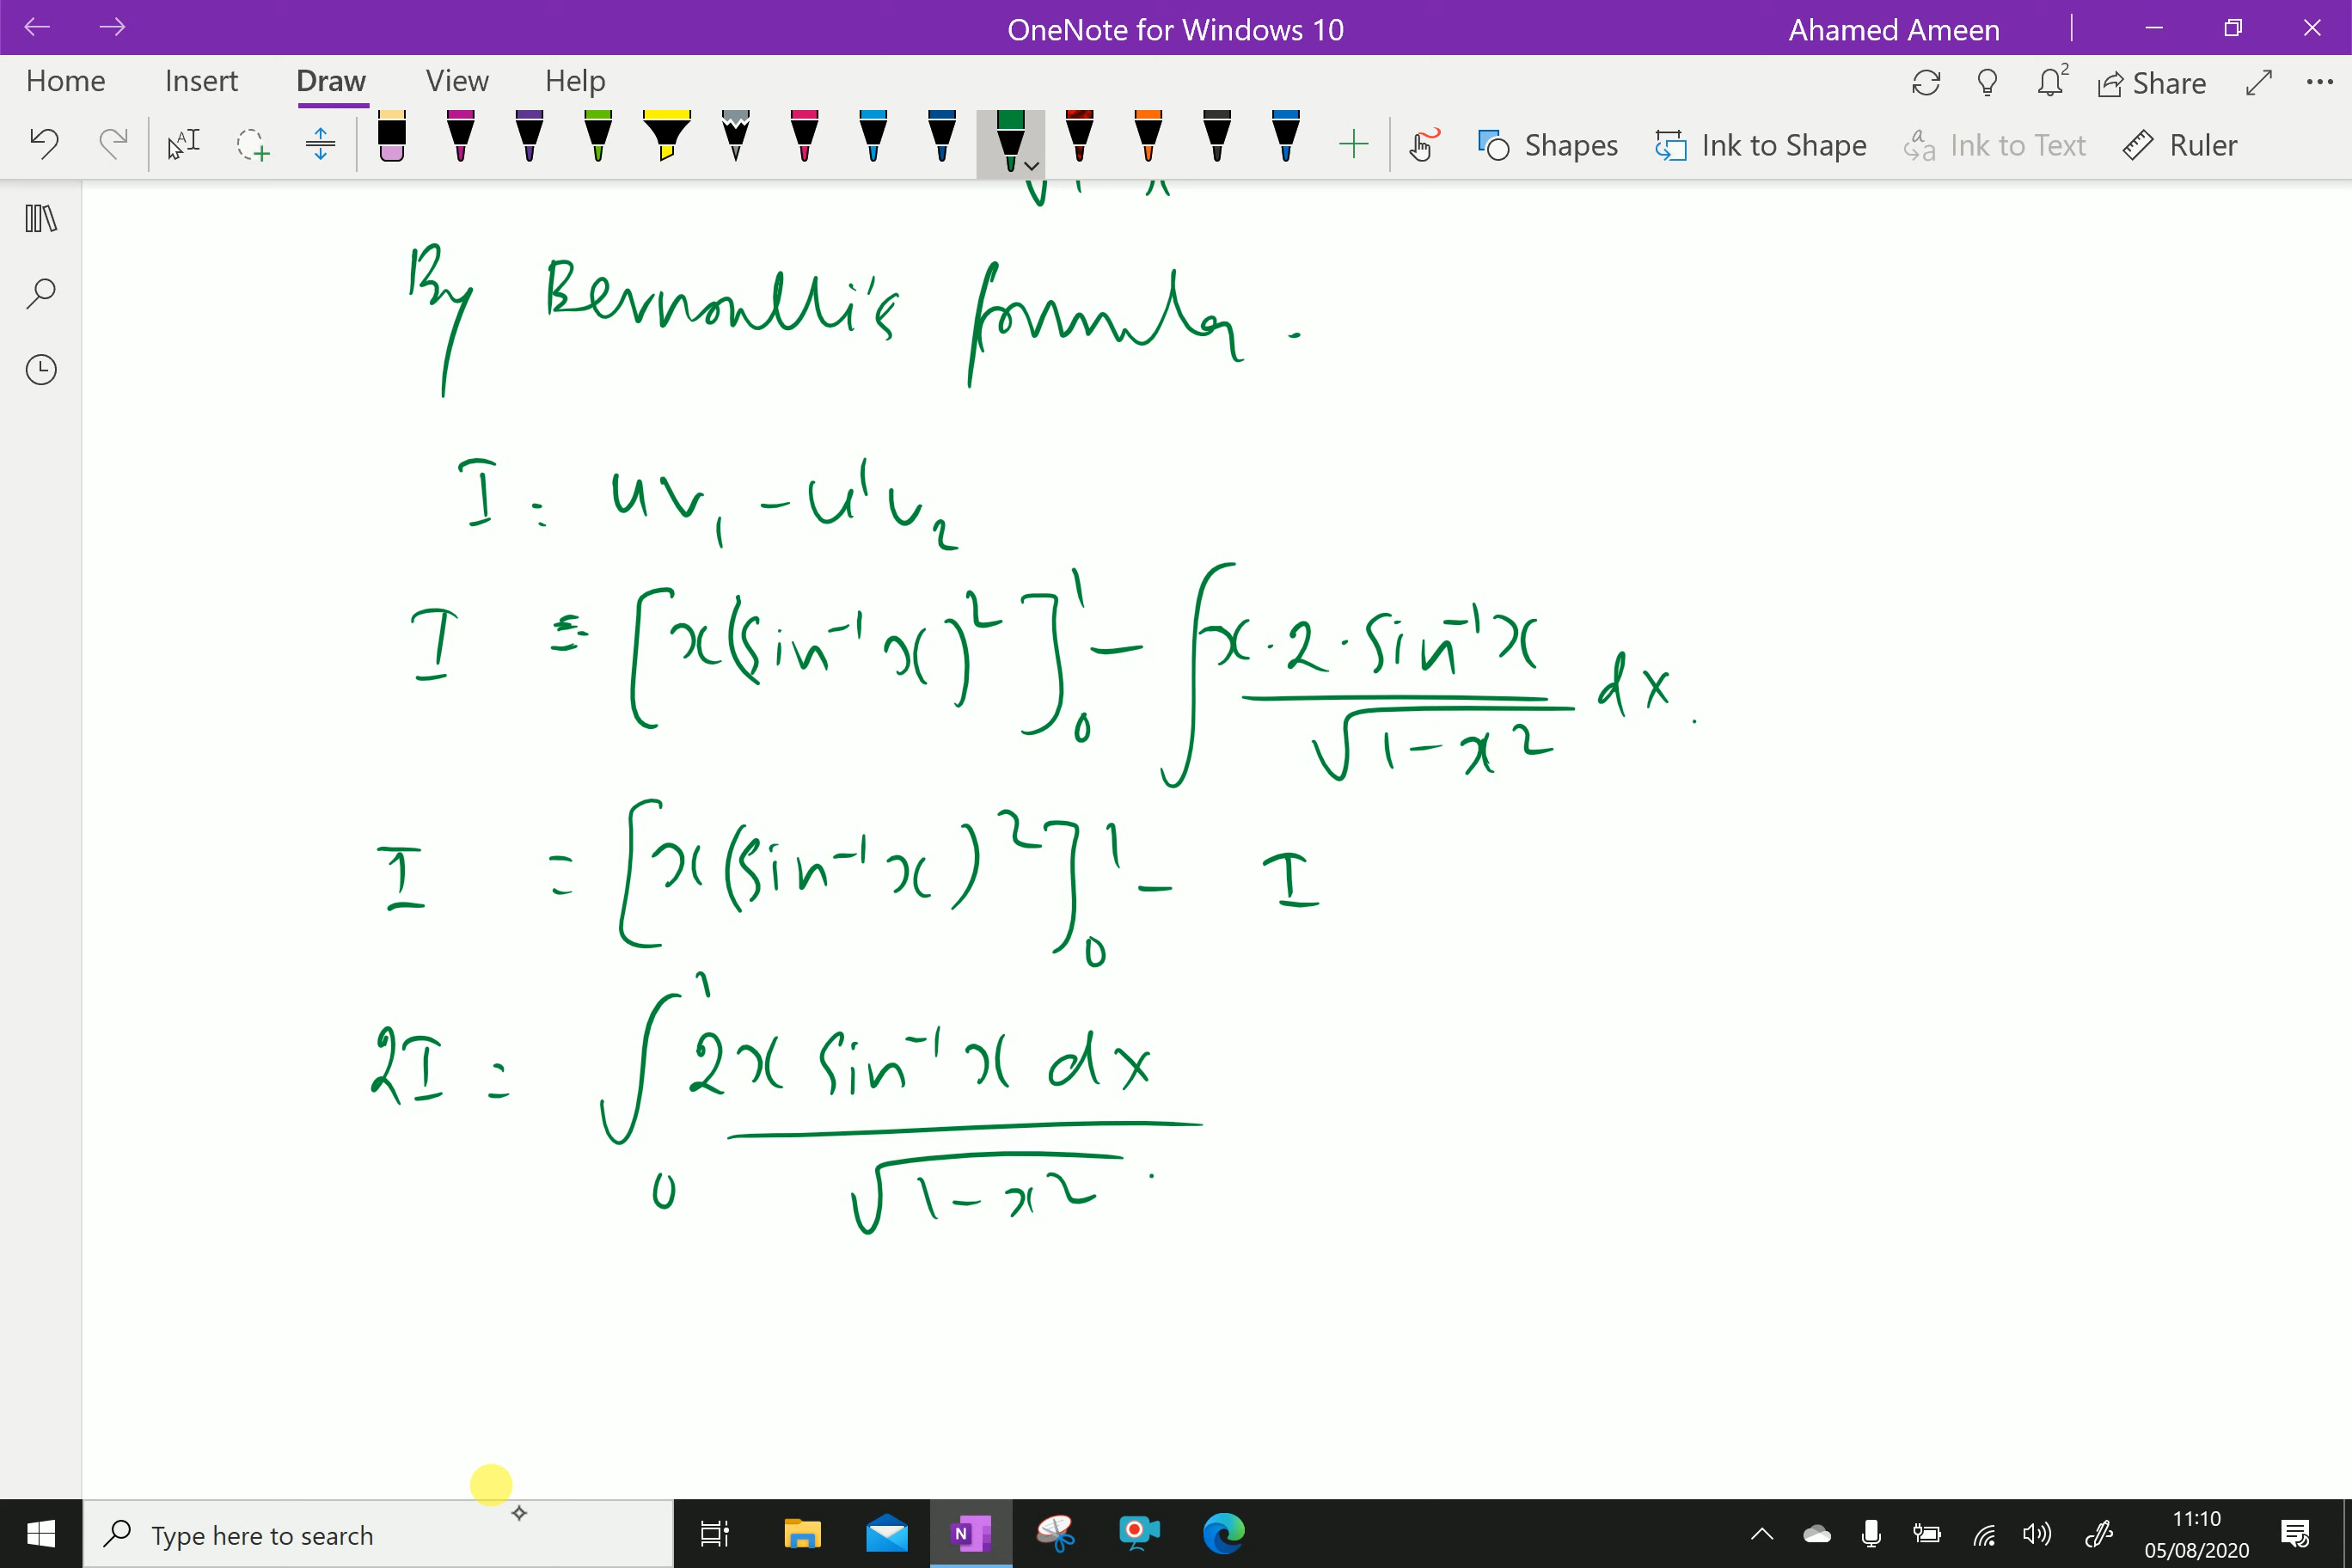 OneNote for Windows 10
Ahamed Ameen
Home Insert Draw View Help
2 Share
Shapes Ink to Shape Ink to Text Ruler
By Bernoulli's formula.
I = uv₁ - u'v₂
I = [x(sin⁻¹x)²]₀¹ - ∫ x·2·sin⁻¹x / √(1-x²) dx.
I = [x(sin⁻¹x)²]₀¹ - I
2I = ∫₀¹ 2x sin⁻¹x dx / √(1-x²).
Type here to search
11:10
05/08/2020